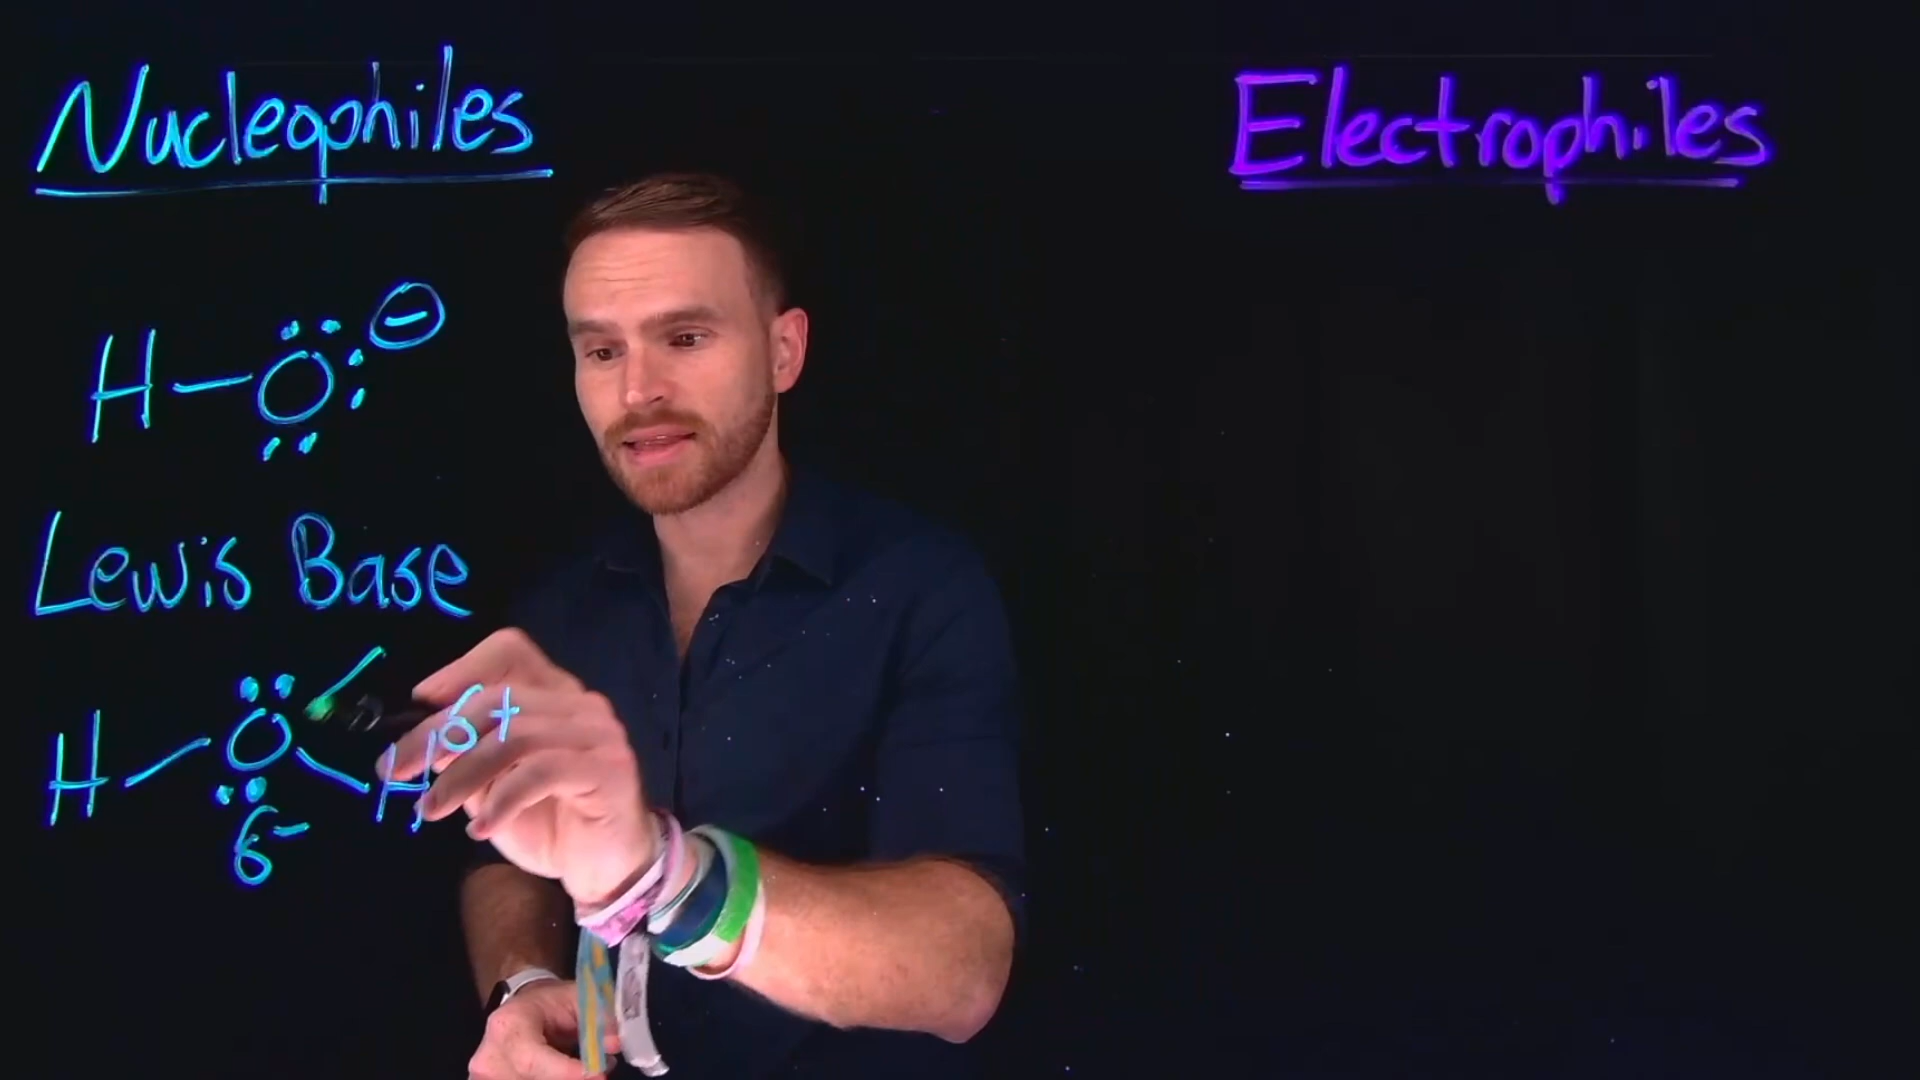 Nucleophiles
Electrophiles
H—O ⊖
Lewis Base
H—O—H δ+
δ−